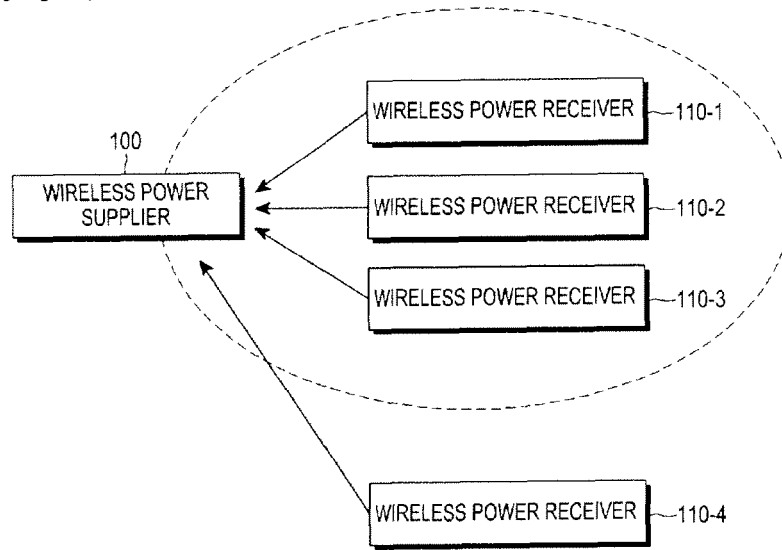 WIRELESS POWER RECEIVER
110-1
100
WIRELESS POWER
SUPPLIER
WIRELESS POWER RECEIVER
110-2
WIRELESS POWER RECEIVER
110-3
WIRELESS POWER RECEIVER
110-4